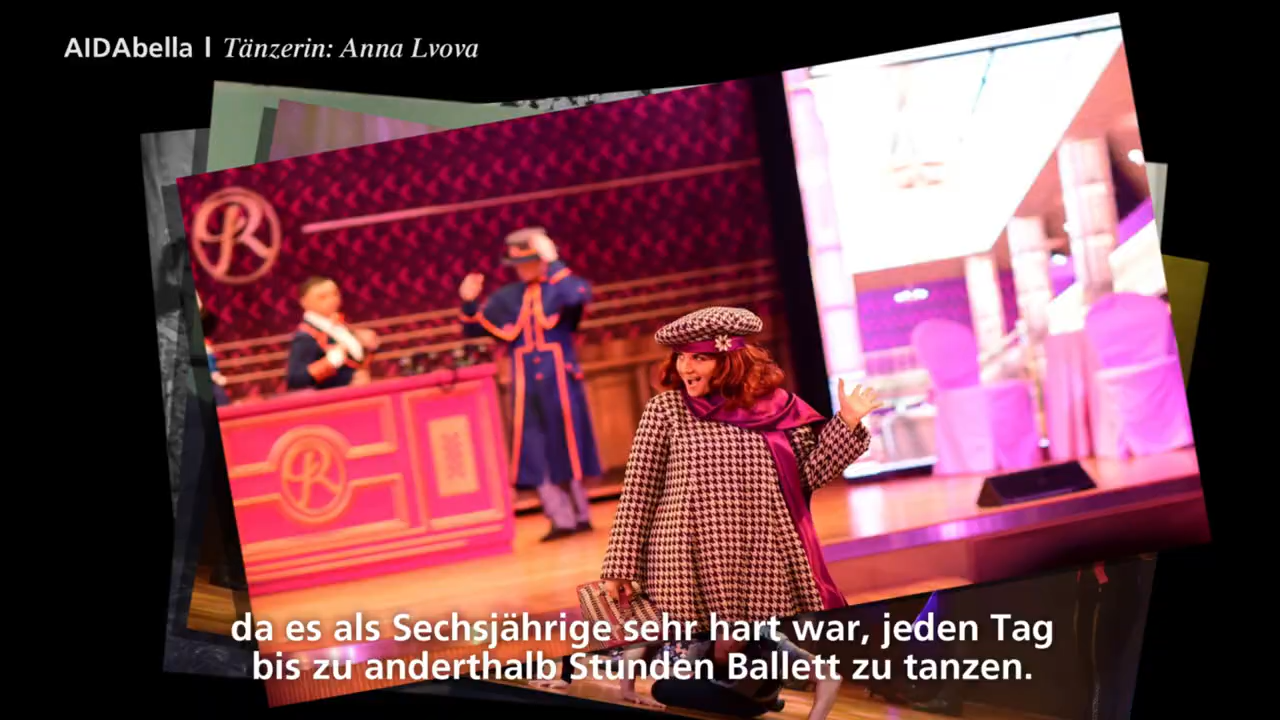 AIDAbella | Tänzerin: Anna Lvova
R
R
da es als Sechsjährige sehr hart war, jeden Tag
bis zu anderthalb Stunden Ballett zu tanzen.